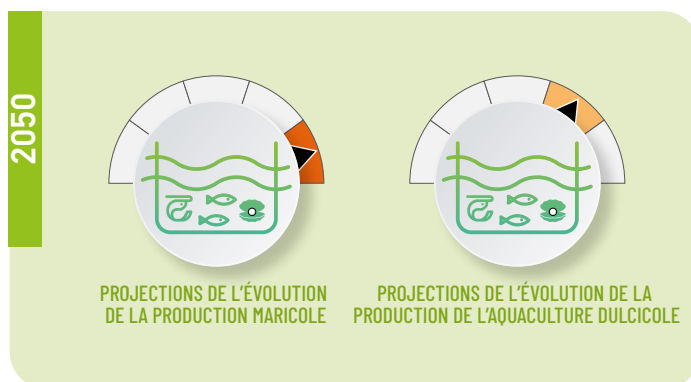 2050
PROJECTIONS DE L'ÉVOLUTION
DE LA PRODUCTION MARICOLE
PROJECTIONS DE L'ÉVOLUTION DE LA
PRODUCTION DE L'AQUACULTURE DULCICOLE